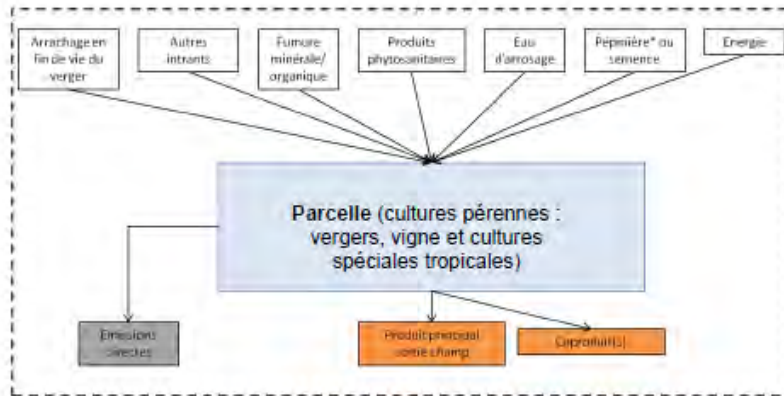 Arrachage en
fin de vie du
verger
Autres
intrants
Fumure
minérale/
organique
Produits
phytosanitaires
Eau
d'arrosage
Pépinière* ou
semence
Energie
Parcelle (cultures pérennes :
vergers, vigne et cultures
spéciales tropicales)
Emissions
directes
Produit principal
sortie champ
Coproduit(s)